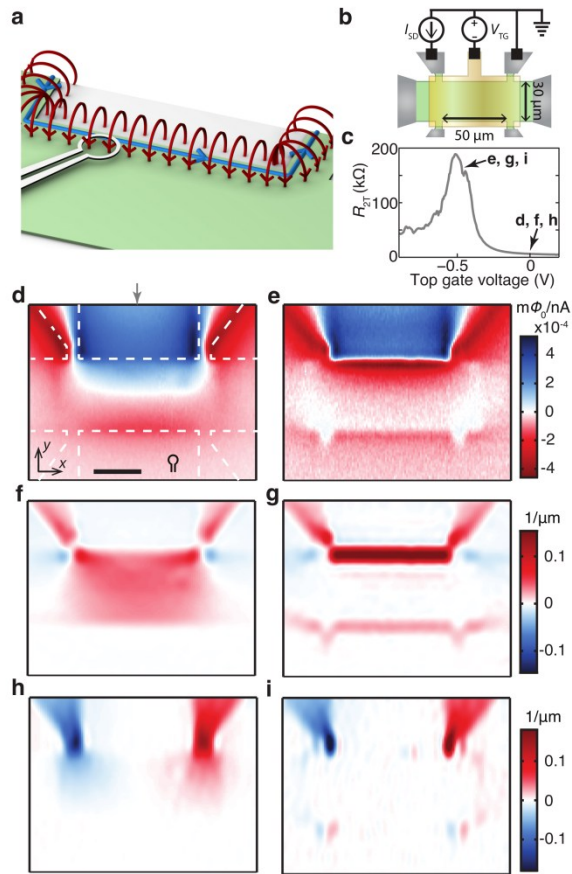 a
b
I_SD
V_TG
30 μm
50 μm
c
200
100
0
R_2T (kΩ)
e, g, i
d, f, h
−0.5
0
Top gate voltage (V)
d
e
mΦ₀/nA
x10⁻⁴
4
2
0
-2
-4
y
x
f
g
1/μm
0.1
0
-0.1
h
i
1/μm
0.1
0
-0.1